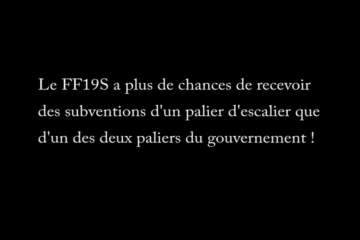 Le FF19S a plus de chances de recevoir
des subventions d'un palier d'escalier que
d'un des deux paliers du gouvernement !